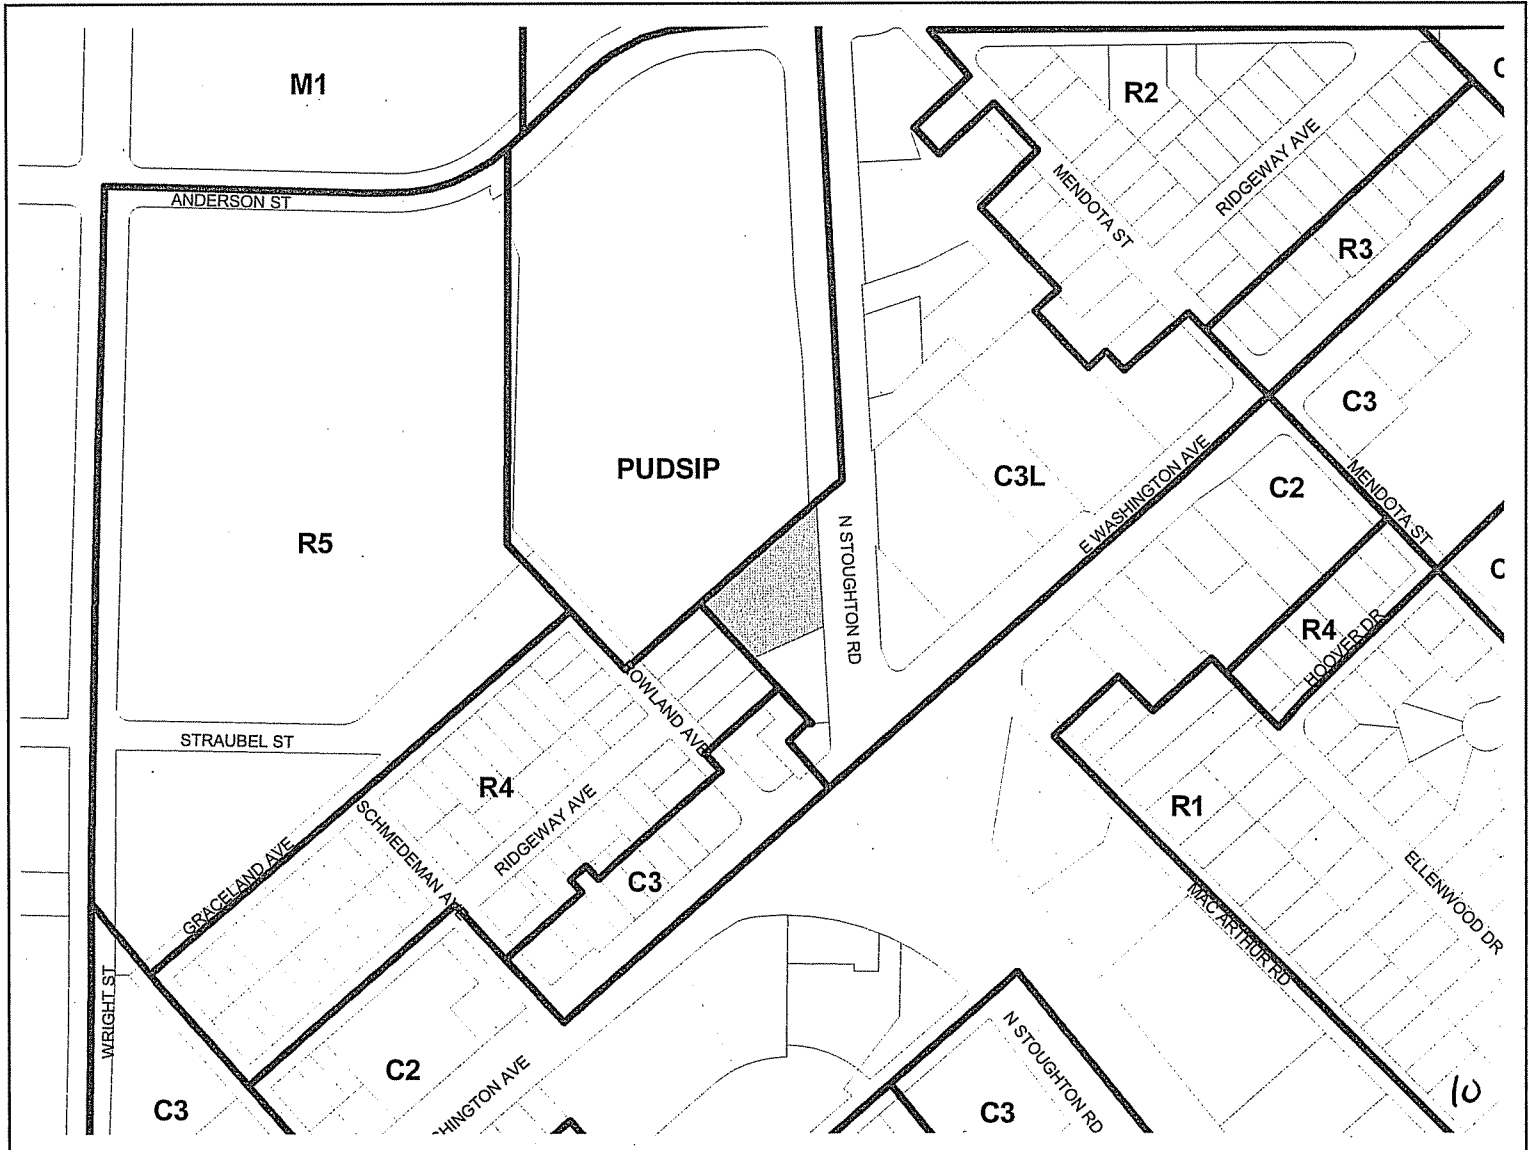 M1
R2
C
ANDERSON ST
MENDOTA ST
RIDGEWAY AVE
R3
C3
PUDSIP
C3L
E WASHINGTON AVE
C2
MENDOTA ST
R5
N STOUGHTON RD
C
R4
HOOVER DR
OWLAND AVE
STRAUBEL ST
R4
SCHMEDEMAN AVE
RIDGEWAY AVE
GRACELAND AVE
C3
R1
MAC ARTHUR RD
ELLENWOOD DR
WRIGHT ST
C2
SHINGTON AVE
C3
N STOUGHTON RD
C3
10